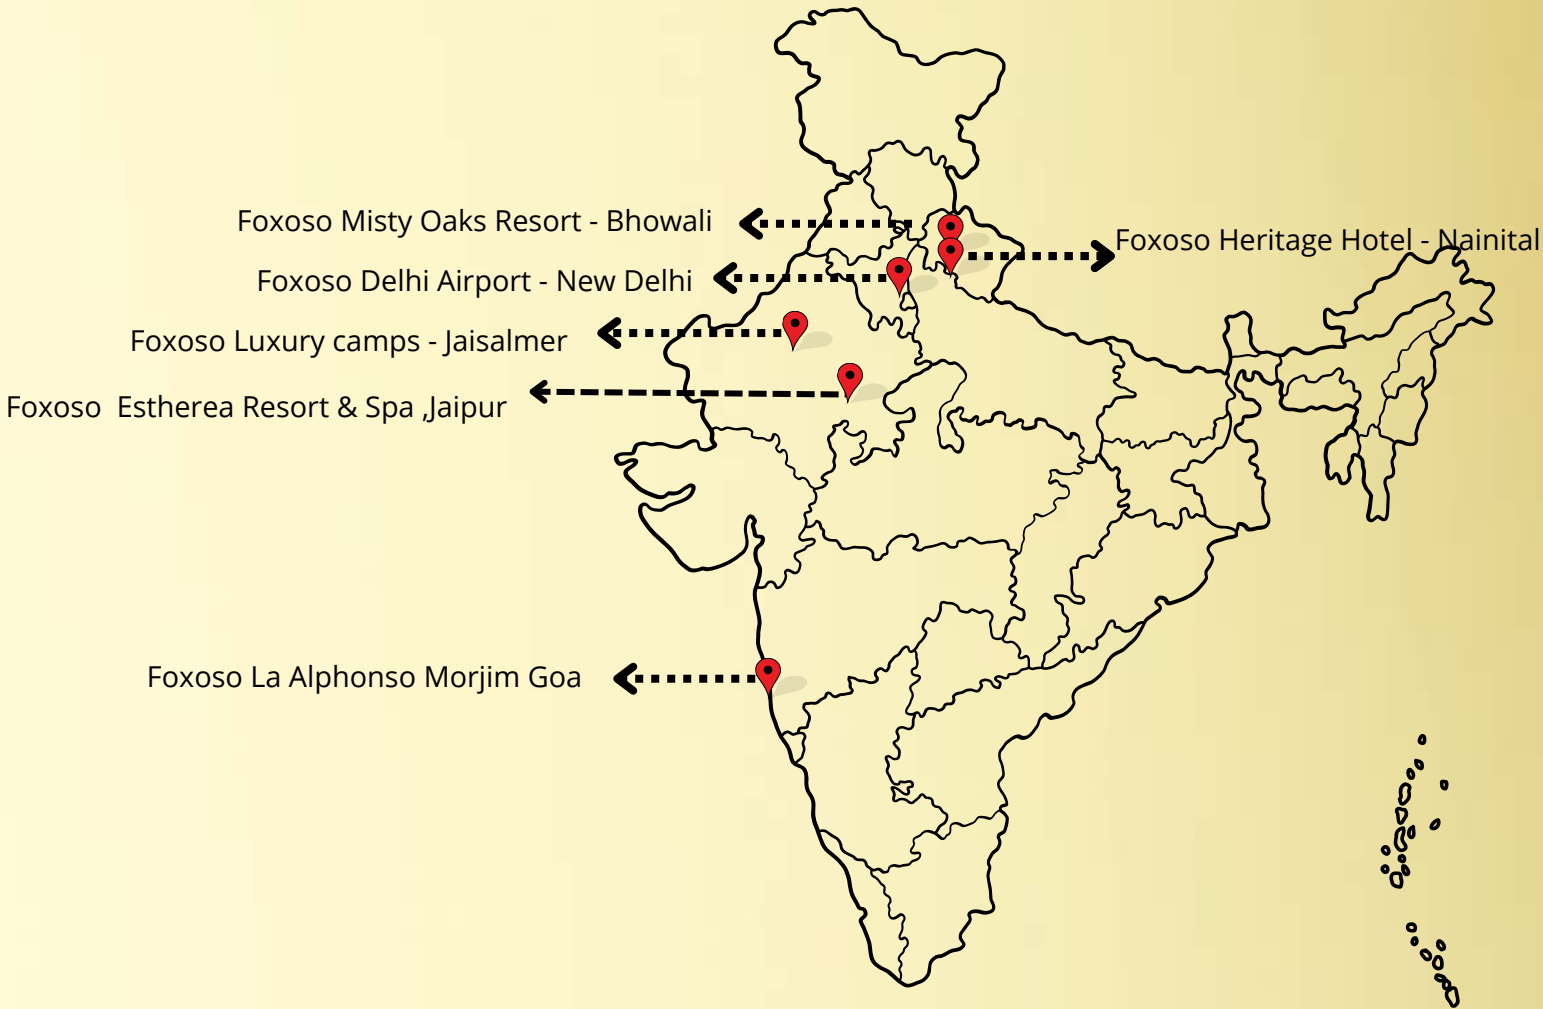 Foxoso Misty Oaks Resort - Bhowali
Foxoso Heritage Hotel - Nainital
Foxoso Delhi Airport - New Delhi
Foxoso Luxury camps - Jaisalmer
Foxoso  Estherea Resort & Spa ,Jaipur
Foxoso La Alphonso Morjim Goa